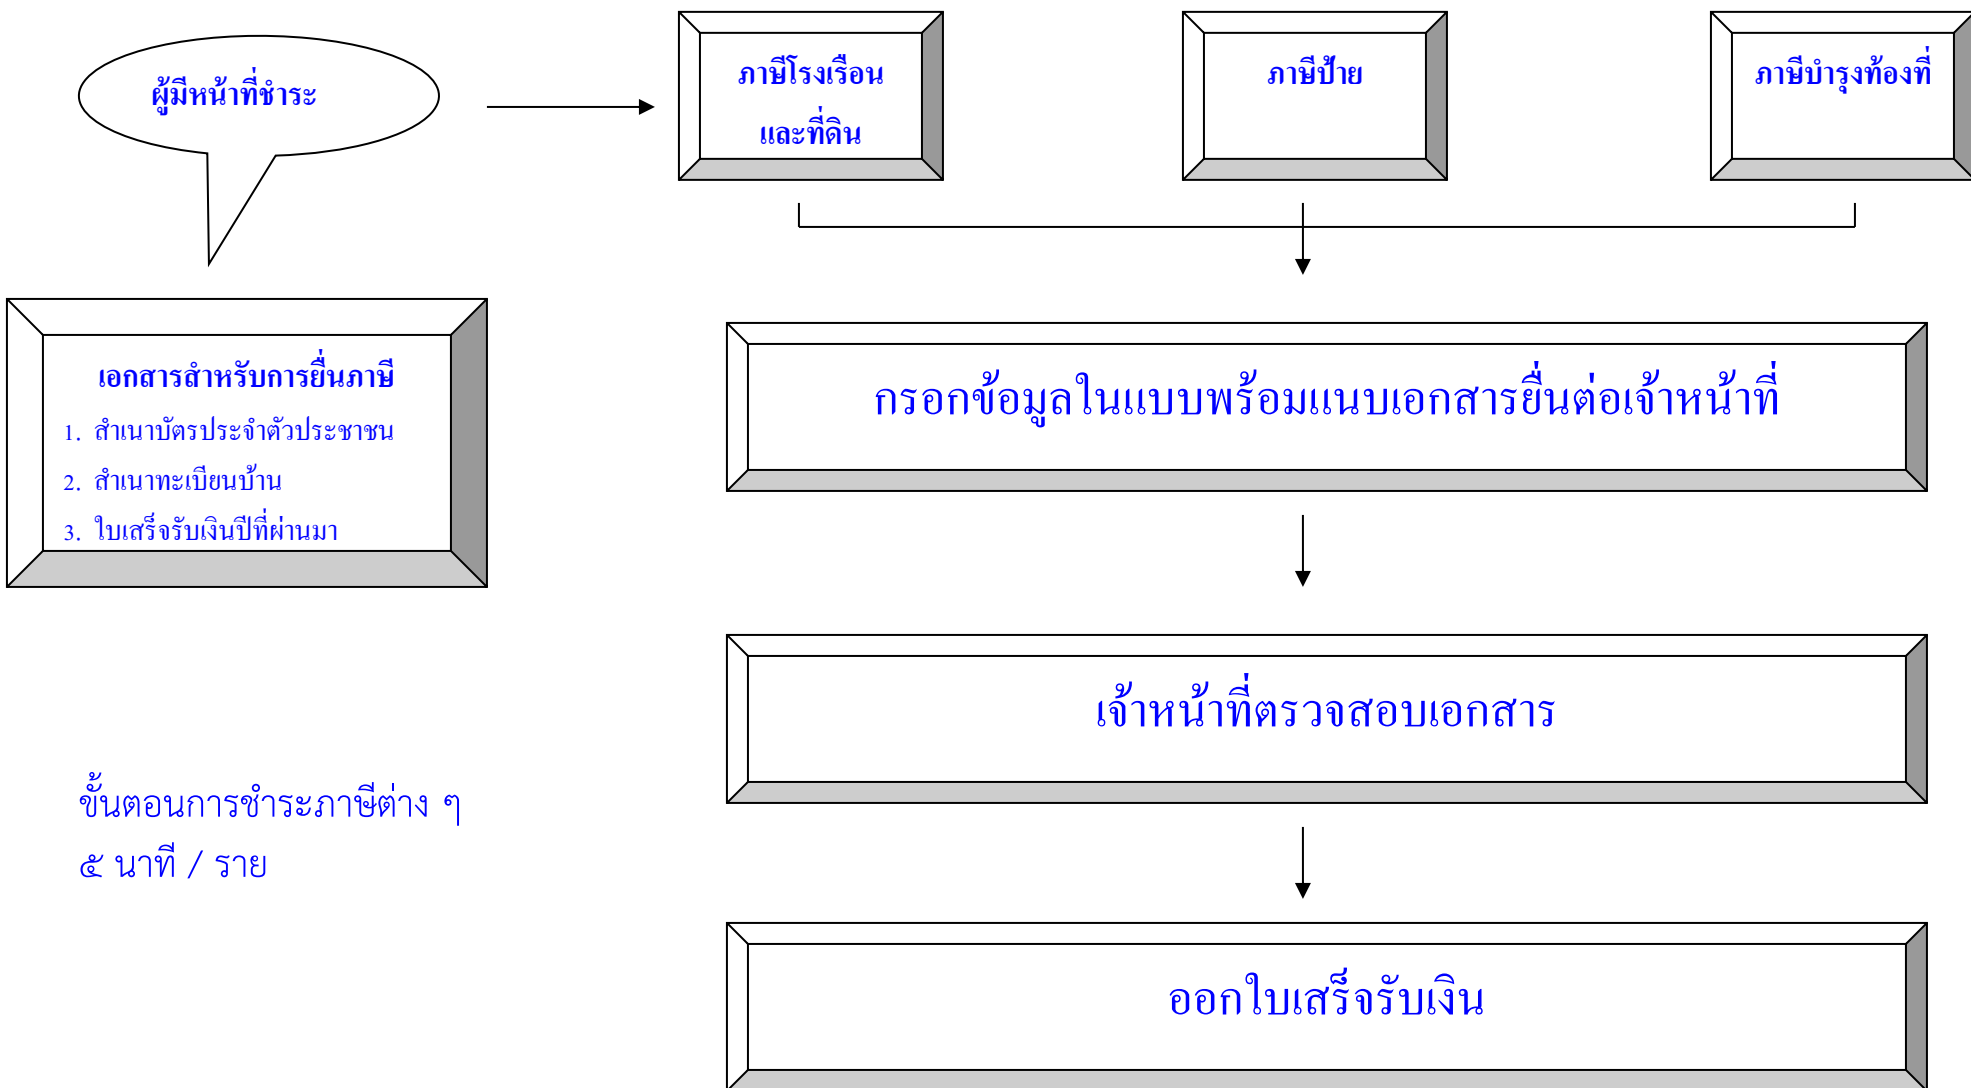 ผู้มีหน้าที่ชำระ
ภาษีโรงเรือน
และที่ดิน
ภาษีป้าย
ภาษีบำรุงท้องที่
เอกสารสำหรับการยื่นภาษี
1. สำเนาบัตรประจำตัวประชาชน
2. สำเนาทะเบียนบ้าน
3. ใบเสร็จรับเงินปีที่ผ่านมา
กรอกข้อมูลในแบบพร้อมแนบเอกสารยื่นต่อเจ้าหน้าที่
เจ้าหน้าที่ตรวจสอบเอกสาร
ขั้นตอนการชำระภาษีต่าง ๆ
๕ นาที / ราย
ออกใบเสร็จรับเงิน